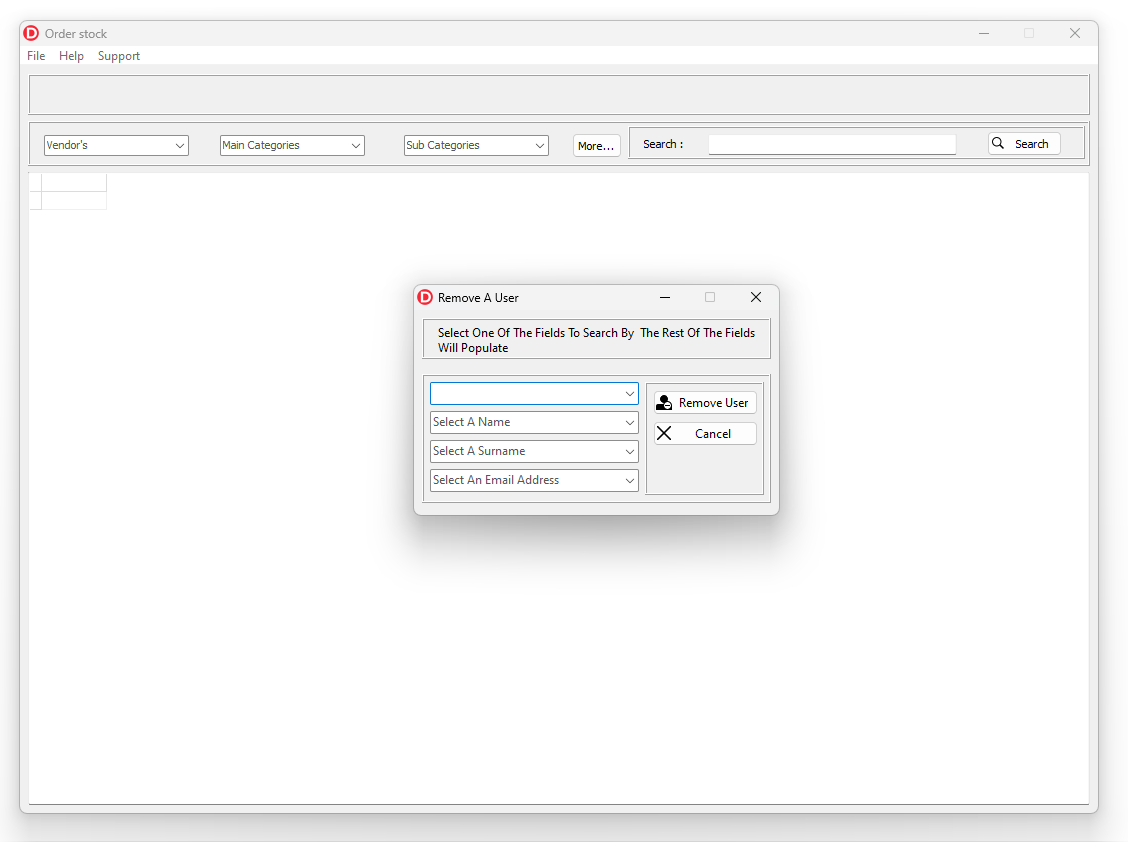 D Order stock
File Help Support
Vendor's Main Categories Sub Categories More... Search : Search
D Remove A User
Select One Of The Fields To Search By The Rest Of The Fields
Will Populate
Remove User
Select A Name
Cancel
Select A Surname
Select An Email Address